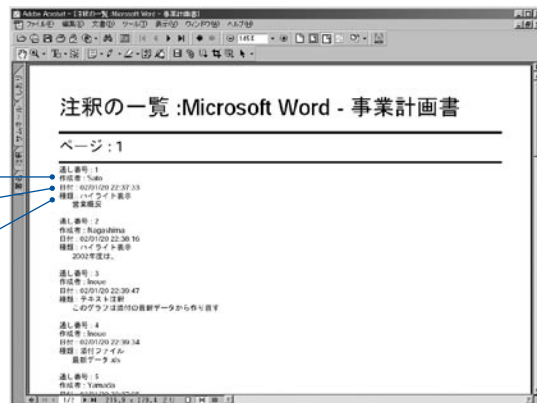 Adobe Acrobat - [注釈の一覧 :Microsoft Word - 事業計画書]
ファイル(F) 編集(E) 文書(D) ツール(T) 表示(V) ウィンドウ(W) ヘルプ(H)
注釈の一覧 :Microsoft Word - 事業計画書
ページ : 1
通し番号 : 1
作成者 : Sato
日付 : 02/01/20 22:37:33
種類 : ハイライト表示
営業概況
通し番号 : 2
作成者 : Nagashima
日付 : 02/01/20 22:38:16
種類 : ハイライト表示
2002年度は、
通し番号 : 3
作成者 : Inoue
日付 : 02/01/20 22:39:47
種類 : テキスト注釈
このグラフは添付の最新データから作り直す
通し番号 : 4
作成者 : Inoue
日付 : 02/01/20 22:39:34
種類 : 添付ファイル
最新データ.xls
通し番号 : 5
作成者 : Yamada